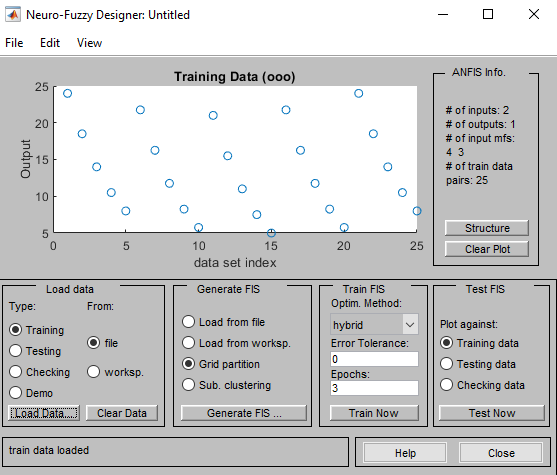 Neuro-Fuzzy Designer: Untitled
File Edit View
Training Data (ooo)
25
20
15
10
5
Output
0 5 10 15 20 25
data set index
ANFIS Info.
# of inputs: 2
# of outputs: 1
# of input mfs:
4 3
# of train data
pairs: 25
Structure
Clear Plot
Load data
Type: From:
Training
Testing
Checking
Demo
file
worksp.
Load Data... Clear Data
Generate FIS
Load from file
Load from worksp.
Grid partition
Sub. clustering
Generate FIS ...
Train FIS
Optim. Method:
hybrid
Error Tolerance:
0
Epochs:
3
Train Now
Test FIS
Plot against:
Training data
Testing data
Checking data
Test Now
train data loaded
Help Close